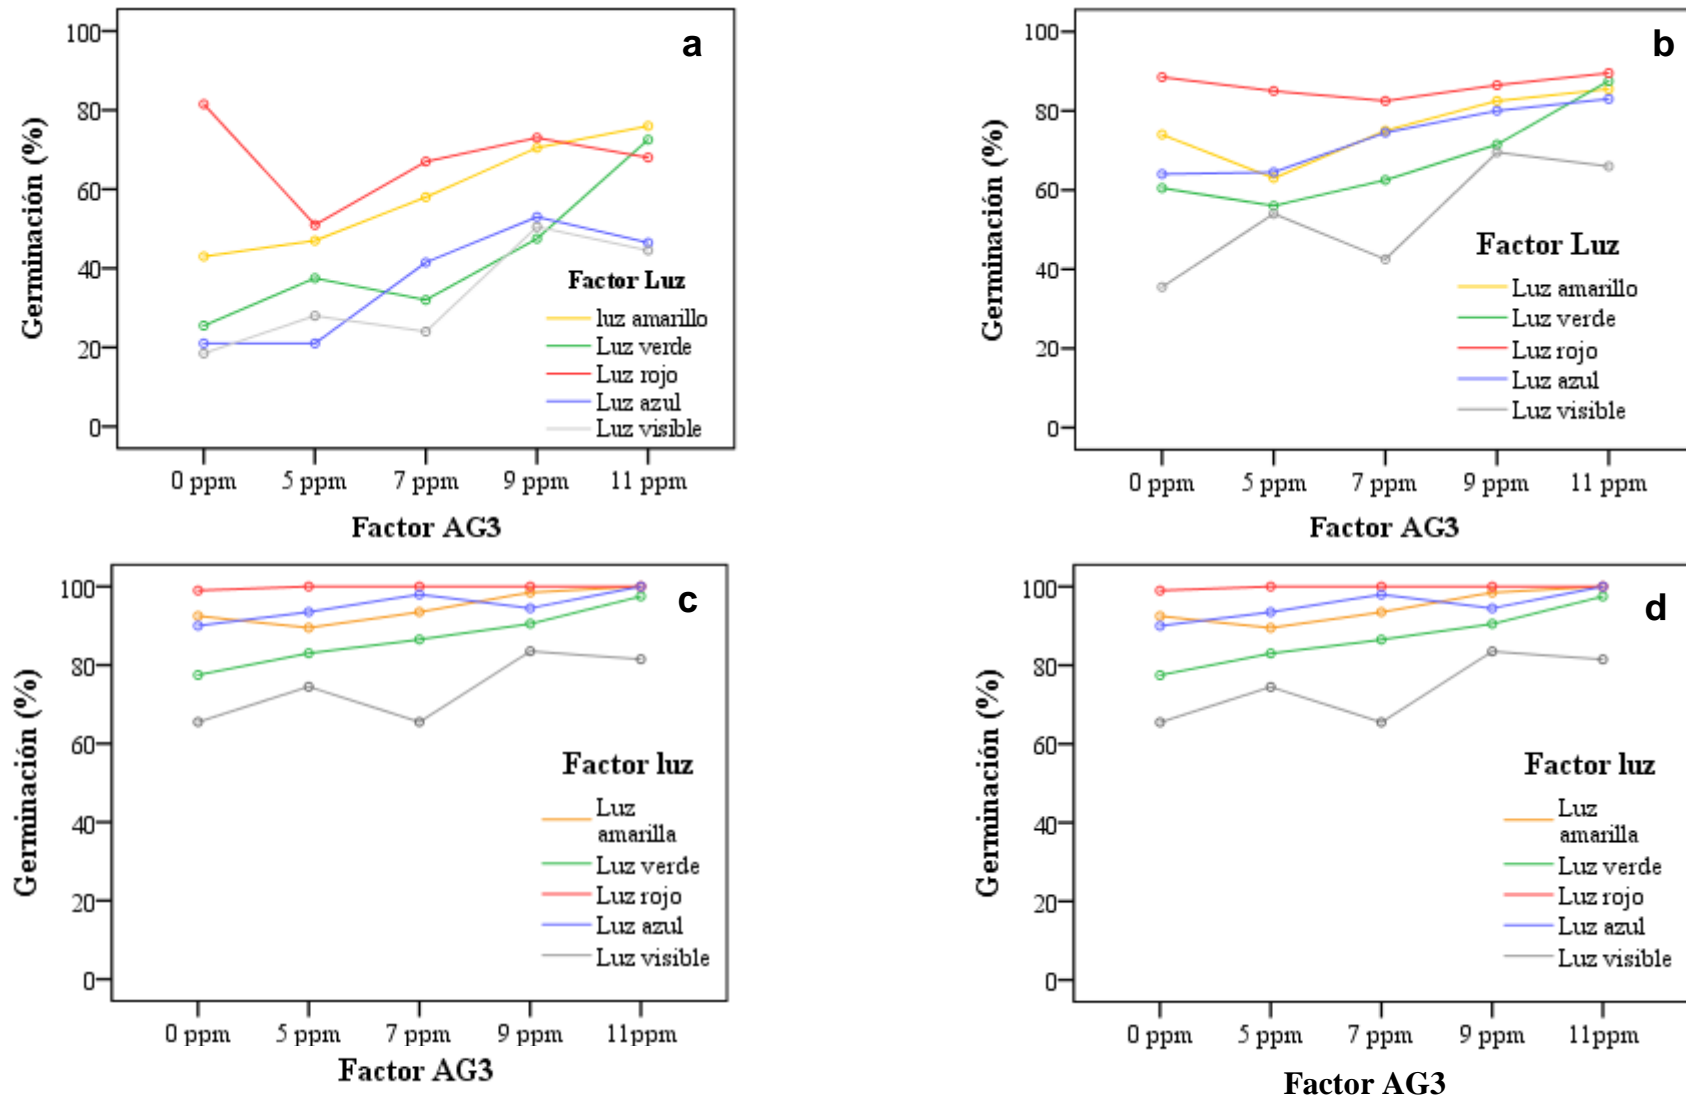 a
100
80
60
40
20
0
Germinación (%)
Factor Luz
luz amarillo
Luz verde
Luz rojo
Luz azul
Luz visible
0 ppm 5 ppm 7 ppm 9 ppm 11 ppm
Factor AG3
b
100
80
60
40
20
0
Germinación (%)
Factor Luz
Luz amarillo
Luz verde
Luz rojo
Luz azul
Luz visible
0 ppm 5 ppm 7 ppm 9 ppm 11 ppm
Factor AG3
c
100
80
60
40
20
0
Germinación (%)
Factor luz
Luz
amarilla
Luz verde
Luz rojo
Luz azul
Luz visible
0 ppm 5 ppm 7 ppm 9 ppm 11ppm
Factor AG3
d
100
80
60
40
20
0
Germinación (%)
Factor luz
Luz
amarilla
Luz verde
Luz rojo
Luz azul
Luz visible
0 ppm 5 ppm 7 ppm 9 ppm 11ppm
Factor AG3